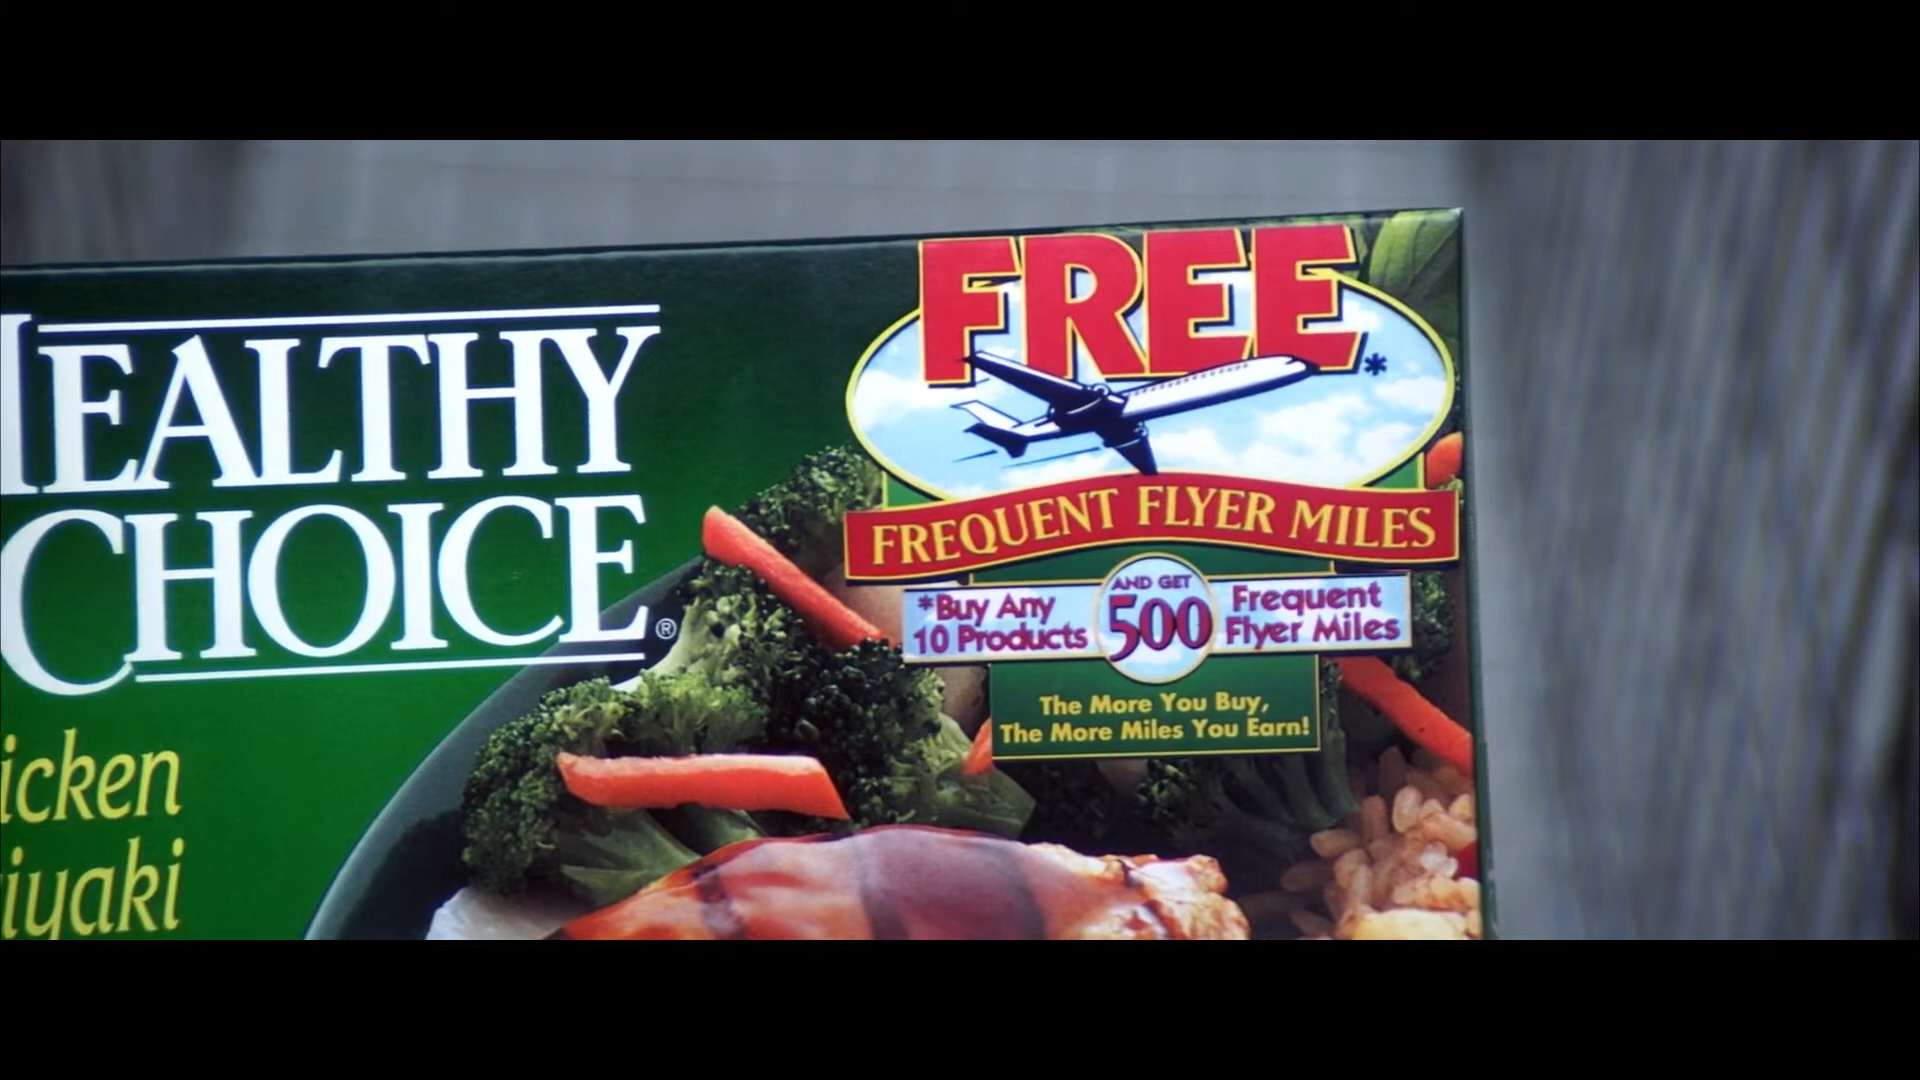 HEALTHY
CHOICE®
icken
iyaki
FREE*
FREQUENT FLYER MILES
*Buy Any
10 Products
AND GET
500
Frequent
Flyer Miles
The More You Buy,
The More Miles You Earn!